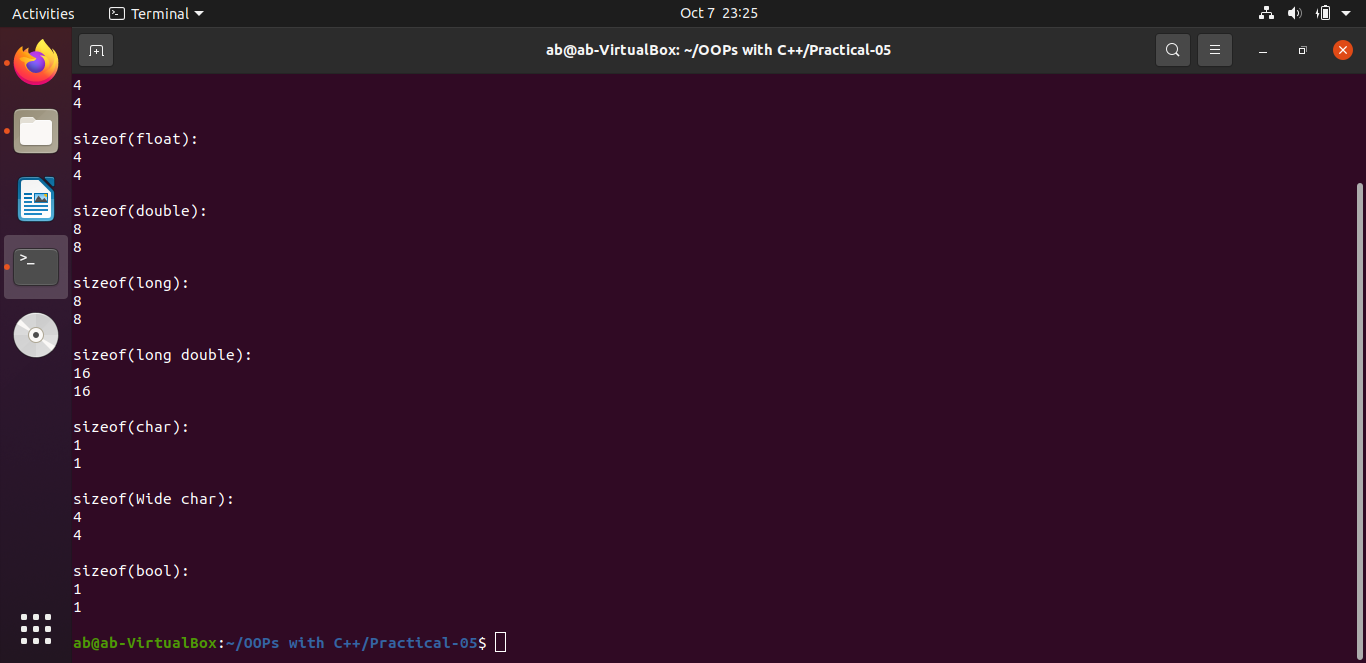 Activities
Terminal
Oct 7 23:25
ab@ab-VirtualBox: ~/OOPs with C++/Practical-05
4
4
sizeof(float):
4
4
sizeof(double):
8
8
sizeof(long):
8
8
sizeof(long double):
16
16
sizeof(char):
1
1
sizeof(Wide char):
4
4
sizeof(bool):
1
1
ab@ab-VirtualBox:~/OOPs with C++/Practical-05$